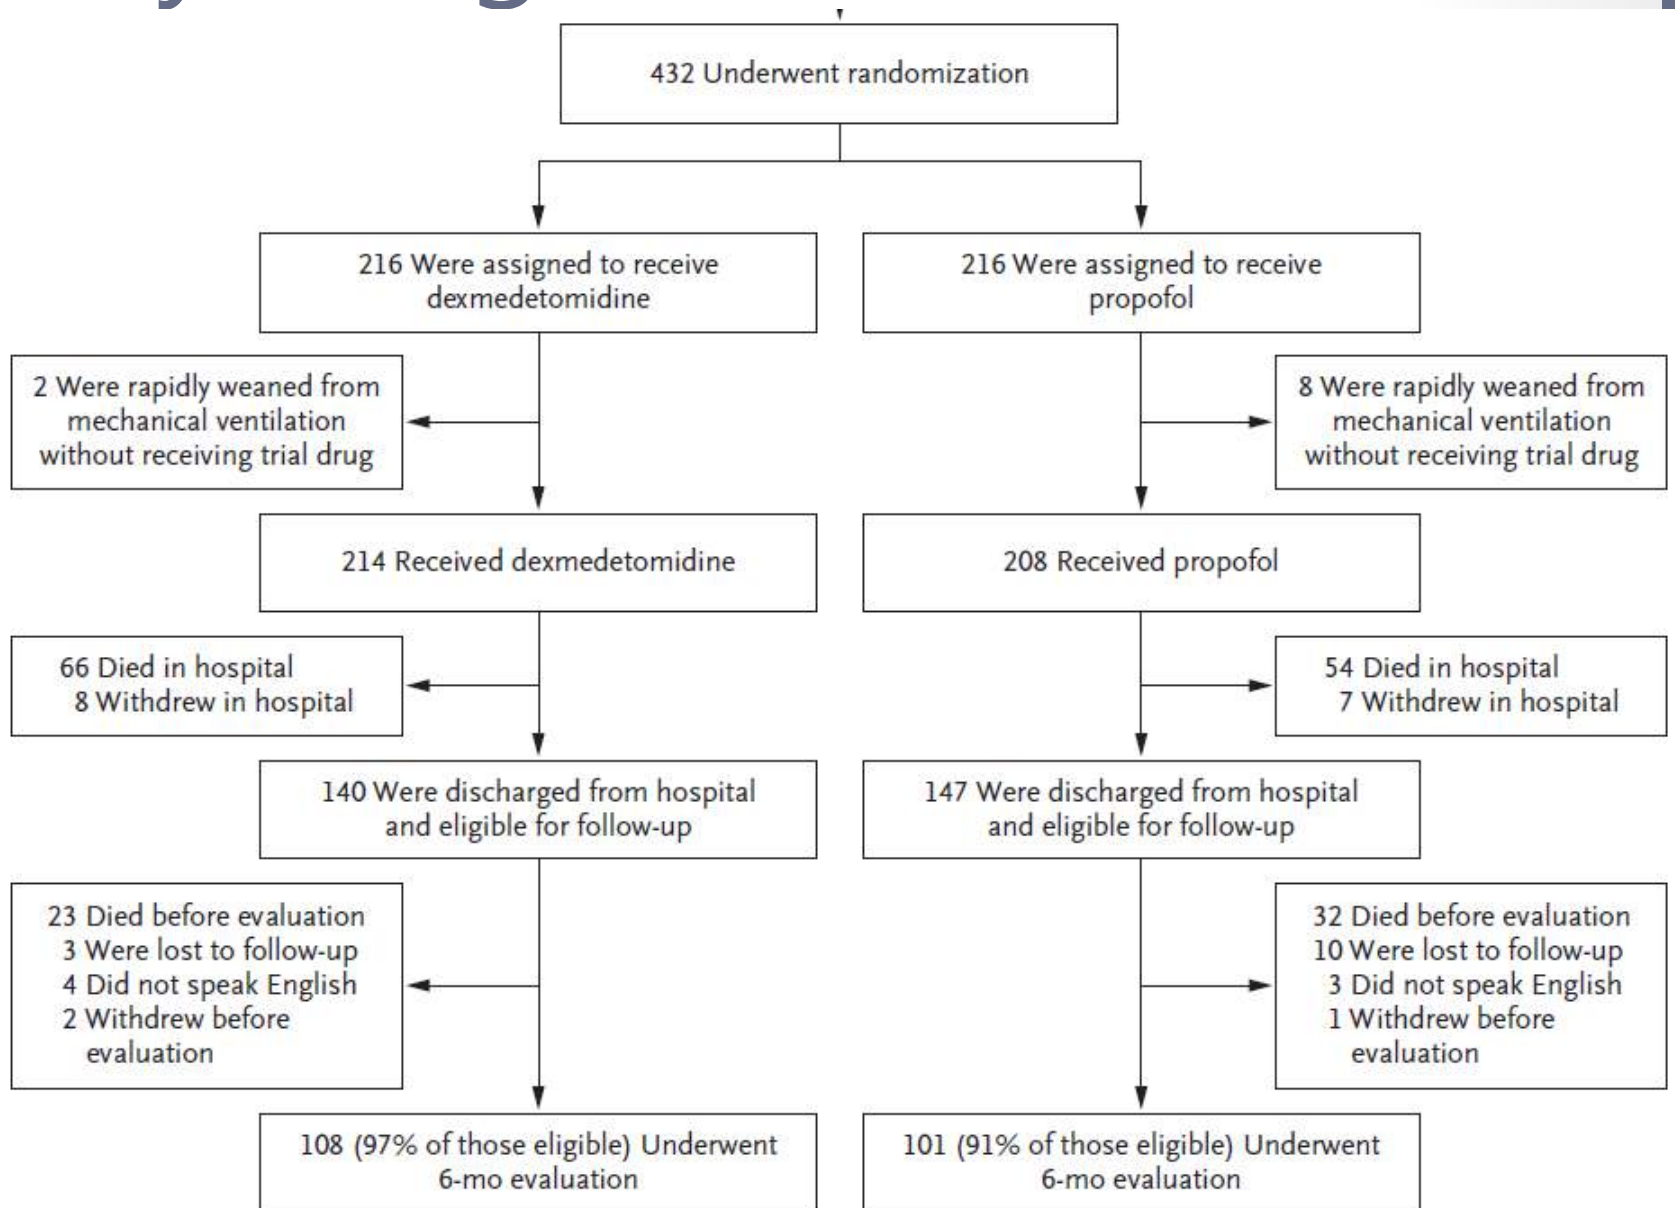 432 Underwent randomization
216 Were assigned to receive
dexmedetomidine
216 Were assigned to receive
propofol
2 Were rapidly weaned from
mechanical ventilation
without receiving trial drug
8 Were rapidly weaned from
mechanical ventilation
without receiving trial drug
214 Received dexmedetomidine
208 Received propofol
66 Died in hospital
8 Withdrew in hospital
54 Died in hospital
7 Withdrew in hospital
140 Were discharged from hospital
and eligible for follow-up
147 Were discharged from hospital
and eligible for follow-up
23 Died before evaluation
3 Were lost to follow-up
4 Did not speak English
2 Withdrew before
evaluation
32 Died before evaluation
10 Were lost to follow-up
3 Did not speak English
1 Withdrew before
evaluation
108 (97% of those eligible) Underwent
6-mo evaluation
101 (91% of those eligible) Underwent
6-mo evaluation